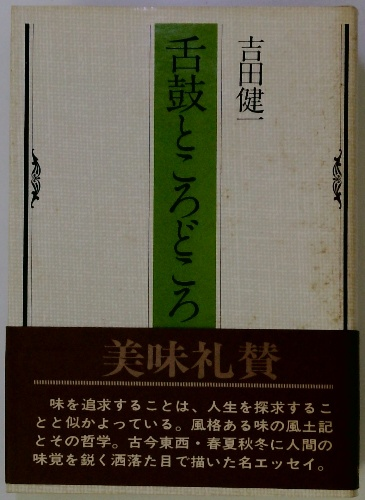 吉田健一
舌鼓ところどころ
美味礼賛
味を追求することは、人生を探求するこ
とと似かよっている。風格ある味の風土記
とその哲学。古今東西・春夏秋冬に人間の
味覚を鋭く洒落た目で描いた名エッセイ。